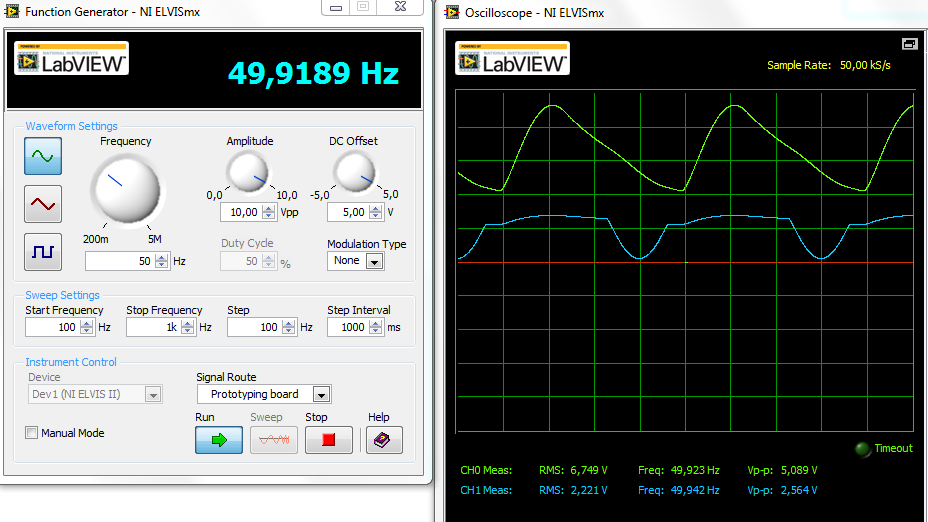 Function Generator - NI ELVISmx
POWERED BY
NATIONAL INSTRUMENTS
LabVIEW™
49,9189 Hz
Waveform Settings
Frequency
Amplitude
DC Offset
0,0
10,0
-5,0
5,0
10,00 Vpp
5,00 V
200m
5M
50 Hz
Duty Cycle
50 %
Modulation Type
None
Sweep Settings
Start Frequency
Stop Frequency
Step
Step Interval
100 Hz
1k Hz
100 Hz
1000 ms
Instrument Control
Device
Dev1 (NI ELVIS II)
Signal Route
Prototyping board
Run
Sweep
Stop
Help
Manual Mode
Oscilloscope - NI ELVISmx
POWERED BY
NATIONAL INSTRUMENTS
LabVIEW™
Sample Rate: 50,00 kS/s
Timeout
CH0 Meas: RMS: 6,749 V Freq: 49,923 Hz Vp-p: 5,089 V
CH1 Meas: RMS: 2,221 V Freq: 49,942 Hz Vp-p: 2,564 V